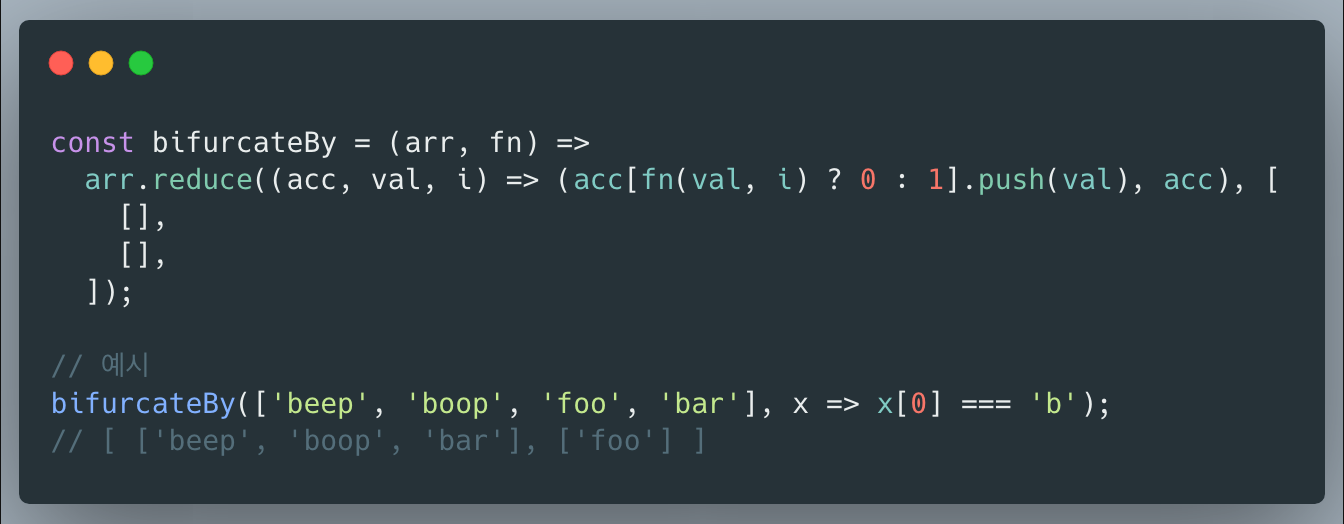 const bifurcateBy = (arr, fn) =>
  arr.reduce((acc, val, i) => (acc[fn(val, i) ? 0 : 1].push(val), acc), [
    [],
    [],
  ]);

// 예시
bifurcateBy(['beep', 'boop', 'foo', 'bar'], x => x[0] === 'b');
// [ ['beep', 'boop', 'bar'], ['foo'] ]